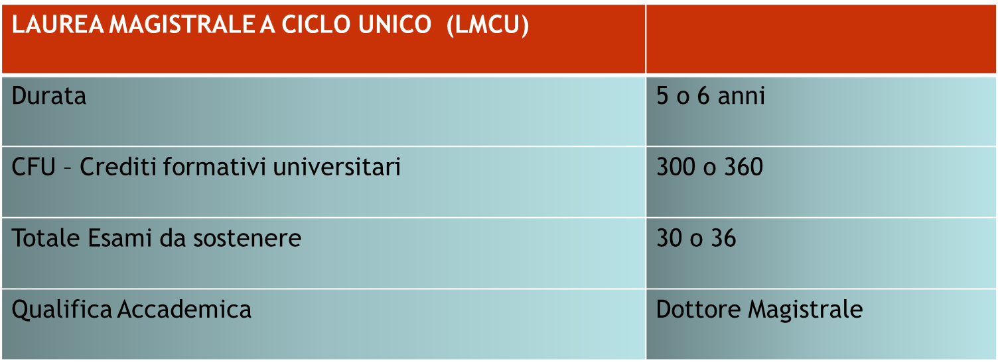 LAUREA MAGISTRALE A CICLO UNICO (LMCU)
Durata 5 o 6 anni
CFU – Crediti formativi universitari 300 o 360
Totale Esami da sostenere 30 o 36
Qualifica Accademica Dottore Magistrale